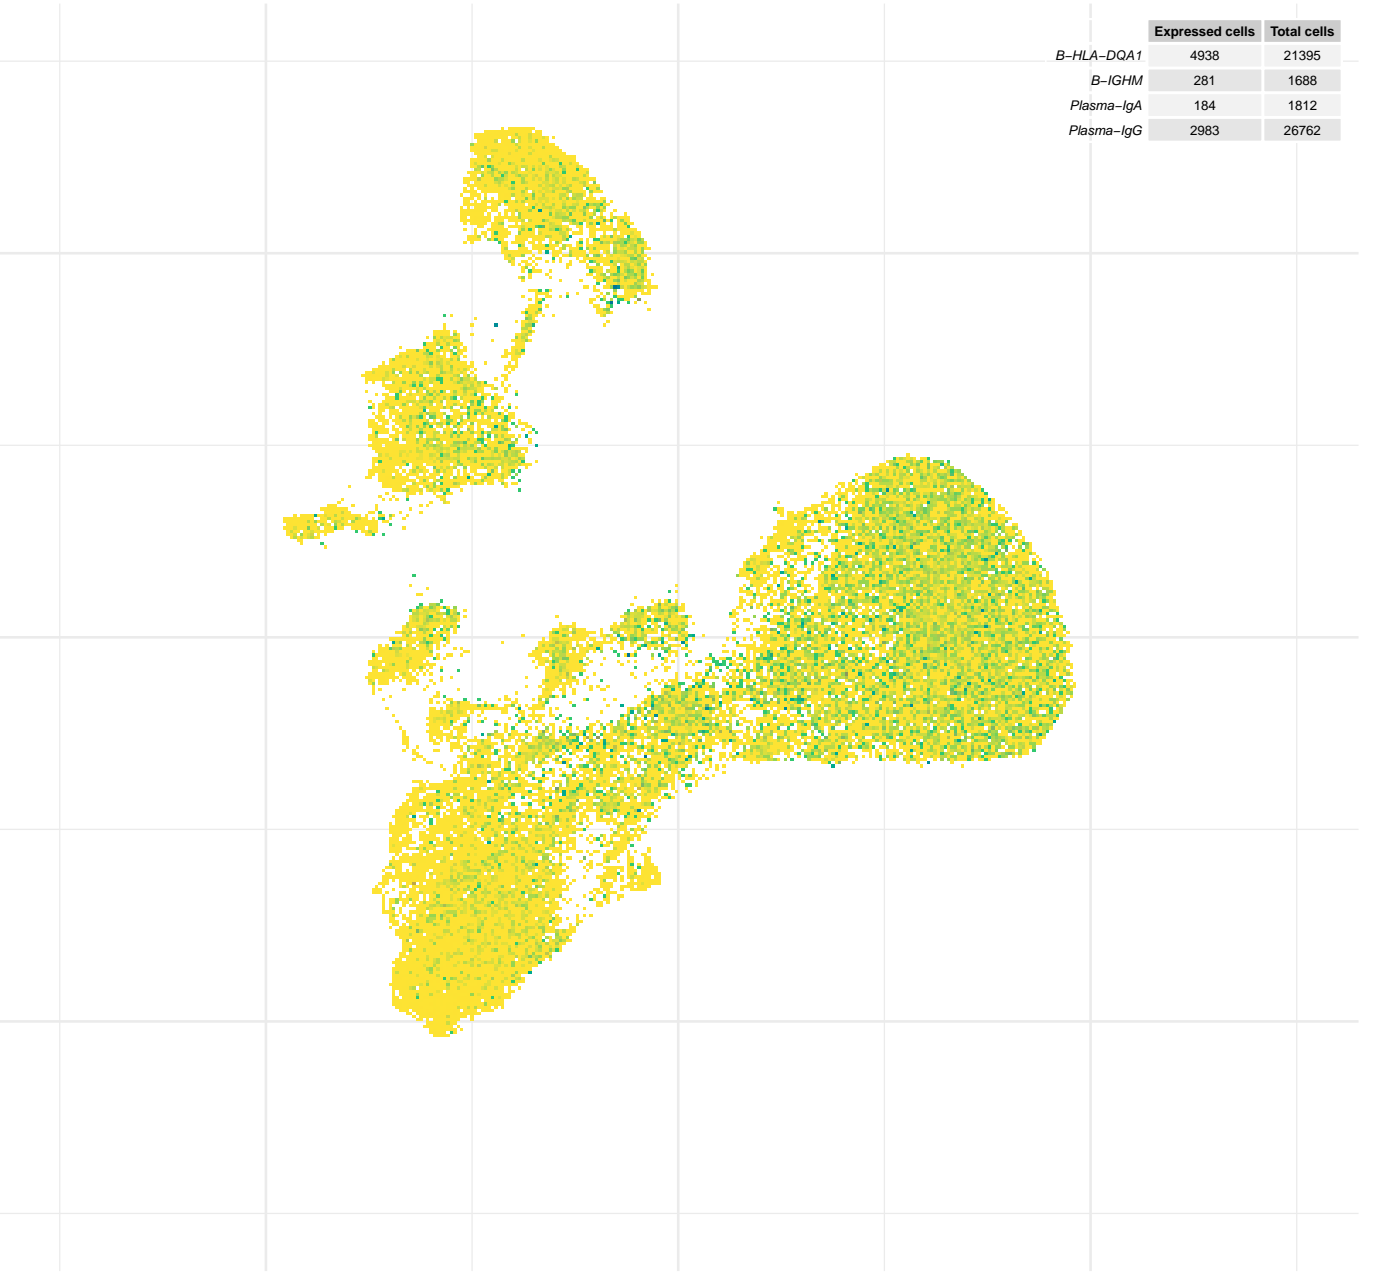 Expressed cells Total cells
B−HLA−DQA1 4938 21395
B−IGHM 281 1688
Plasma−IgA 184 1812
Plasma−IgG 2983 26762